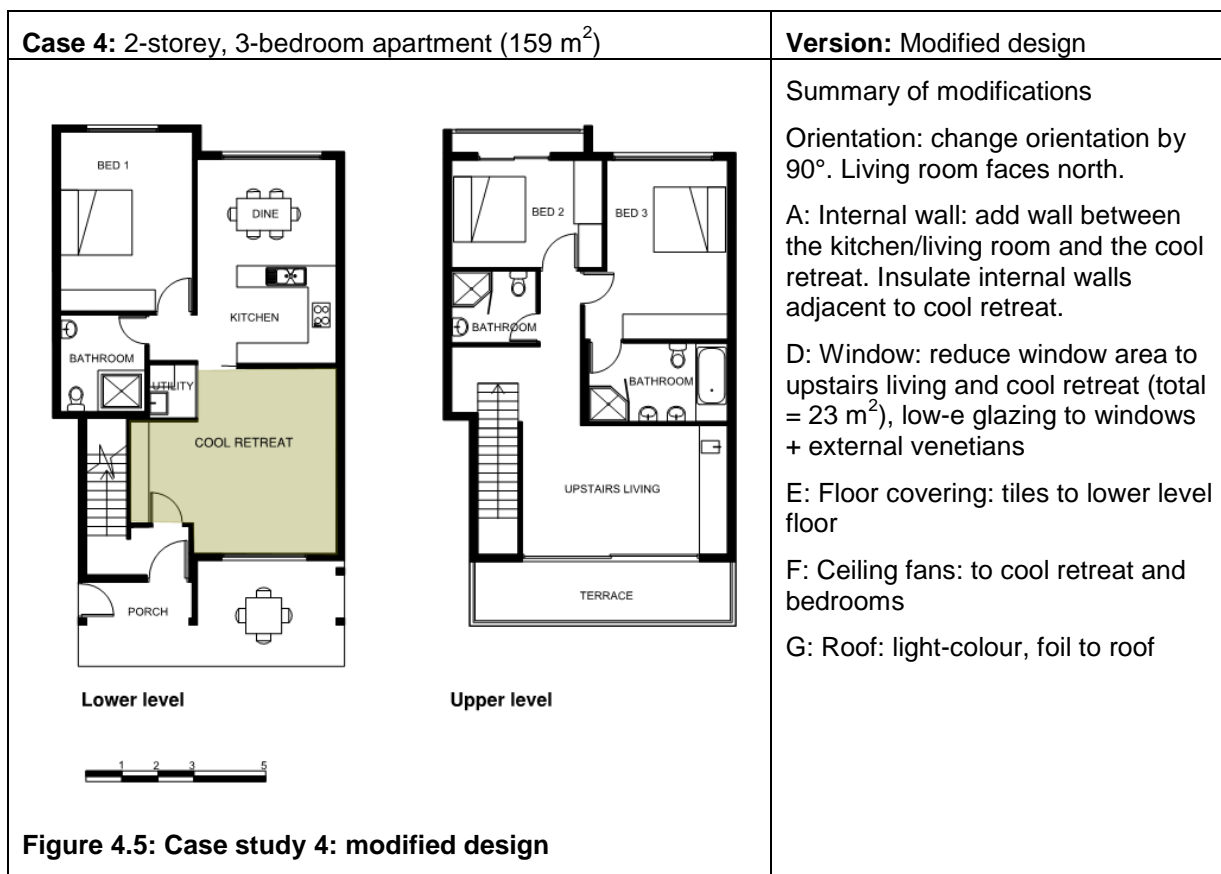 Case 4: 2-storey, 3-bedroom apartment (159 m²)
Version: Modified design
BED 1
DINE
KITCHEN
BATHROOM
UTILITY
COOL RETREAT
PORCH
Lower level
BED 2
BED 3
BATHROOM
BATHROOM
UPSTAIRS LIVING
TERRACE
Upper level
1 2 3 5
Figure 4.5: Case study 4: modified design
Summary of modifications
Orientation: change orientation by
90°. Living room faces north.
A: Internal wall: add wall between
the kitchen/living room and the cool
retreat. Insulate internal walls
adjacent to cool retreat.
D: Window: reduce window area to
upstairs living and cool retreat (total
= 23 m²), low-e glazing to windows
+ external venetians
E: Floor covering: tiles to lower level
floor
F: Ceiling fans: to cool retreat and
bedrooms
G: Roof: light-colour, foil to roof